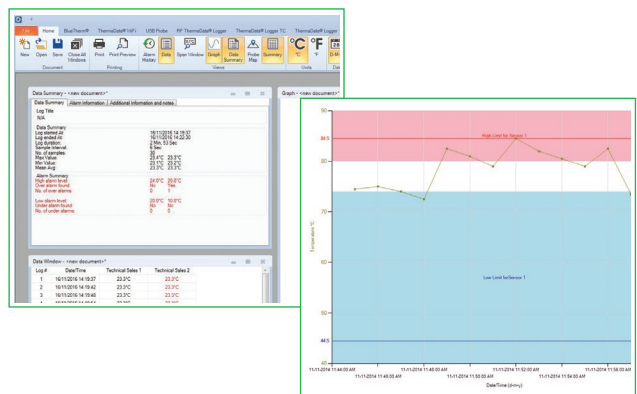 File Home BlueTherm® ThermaData® WiFi USB Probe RF ThermaData® Logger ThermaData® Logger TC ThermaData® Logger
New Open Save Close All Windows Print Print Preview Alarm History Data Span Window Graph Data Summary Probe Map Summary °C °F
°C °F D-M-
Document Printing Views Units
Data Summary - <new document>*
Graph - <new document>*
Data Summary Alarm Information Additional Information and notes
Log Title:
N/A
Data Summary
Log started At: 16/11/2016 14:19:37
Log ended At: 16/11/2016 14:22:30
Log duration: 2 Min, 53 Sec
Sample Interval: 6 Sec
No. of samples: 30
Max Value: 23.4°C 23.3°C
Min Value: 23.1°C 23.2°C
Mean Avg: 23.3°C 23.3°C
Alarm Summary
High alarm level: 24.0°C 20.0°C
Over alarm found: No Yes
No. of over alarms: 0 1
Low alarm level: 20.0°C 10.0°C
Under alarm found: No No
No. of under alarms: 0 0
Data Window - <new document>*
Log # Date/Time Technical Sales 1 Technical Sales 2
1 16/11/2016 14:19:37 23.3°C 23.3°C
2 16/11/2016 14:19:42 23.3°C 23.3°C
3 16/11/2016 14:19:48 23.3°C 23.3°C
90
84.5
80
70
60
50
44.5
40
Temperature °C
High Limit for Sensor 1
Low Limit for Sensor 1
11-11-2014 11:44:00 AM 11-11-2014 11:48:00 AM 11-11-2014 11:52:00 AM 11-11-2014 11:56:00 AM
11-11-2014 11:46:00 AM 11-11-2014 11:50:00 AM 11-11-2014 11:54:00 AM
Date/Time (d-m-y)